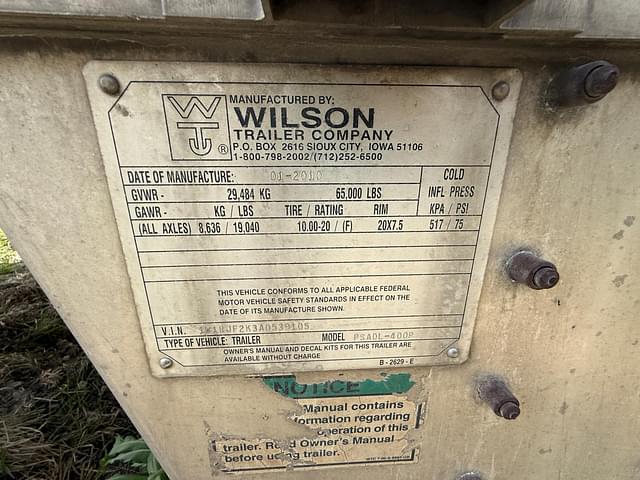 WT
®
MANUFACTURED BY:
WILSON
TRAILER COMPANY
P.O. BOX 2616 SIOUX CITY, IOWA 51106
1-800-798-2002/(712)252-6500
DATE OF MANUFACTURE: 01-2010
COLD
INFL PRESS
KPA / PSI
GVWR - 29,484 KG 65,000 LBS
GAWR - KG / LBS TIRE / RATING RIM
(ALL AXLES) 8,636 / 19,040 10.00-20 / (F) 20X7.5 517 / 75
THIS VEHICLE CONFORMS TO ALL APPLICABLE FEDERAL
MOTOR VEHICLE SAFETY STANDARDS IN EFFECT ON THE
DATE OF ITS MANUFACTURE SHOWN.
V.I.N.
TYPE OF VEHICLE: TRAILER MODEL PSADL-400P
OWNER'S MANUAL AND DECAL KITS FOR THIS TRAILER ARE
AVAILABLE WITHOUT CHARGE
B - 2629 - E
NOTICE
Manual contains
regarding
operation of this
trailer. Owner's Manual
before using trailer.